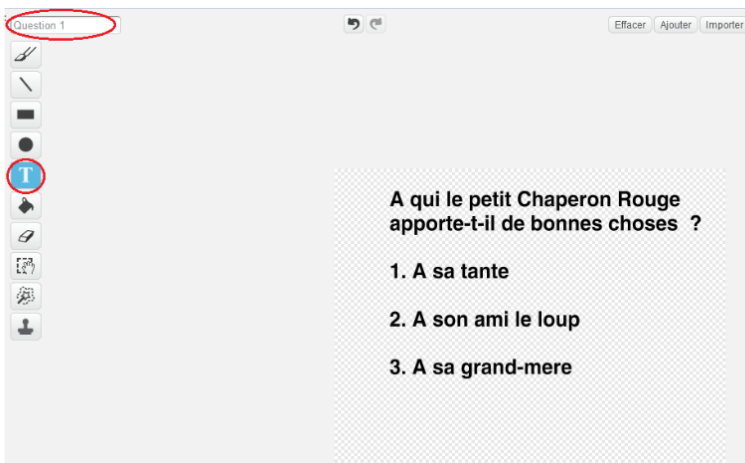 Question 1
Effacer Ajouter Importer
T
A qui le petit Chaperon Rouge
apporte-t-il de bonnes choses ?
1. A sa tante
2. A son ami le loup
3. A sa grand-mere